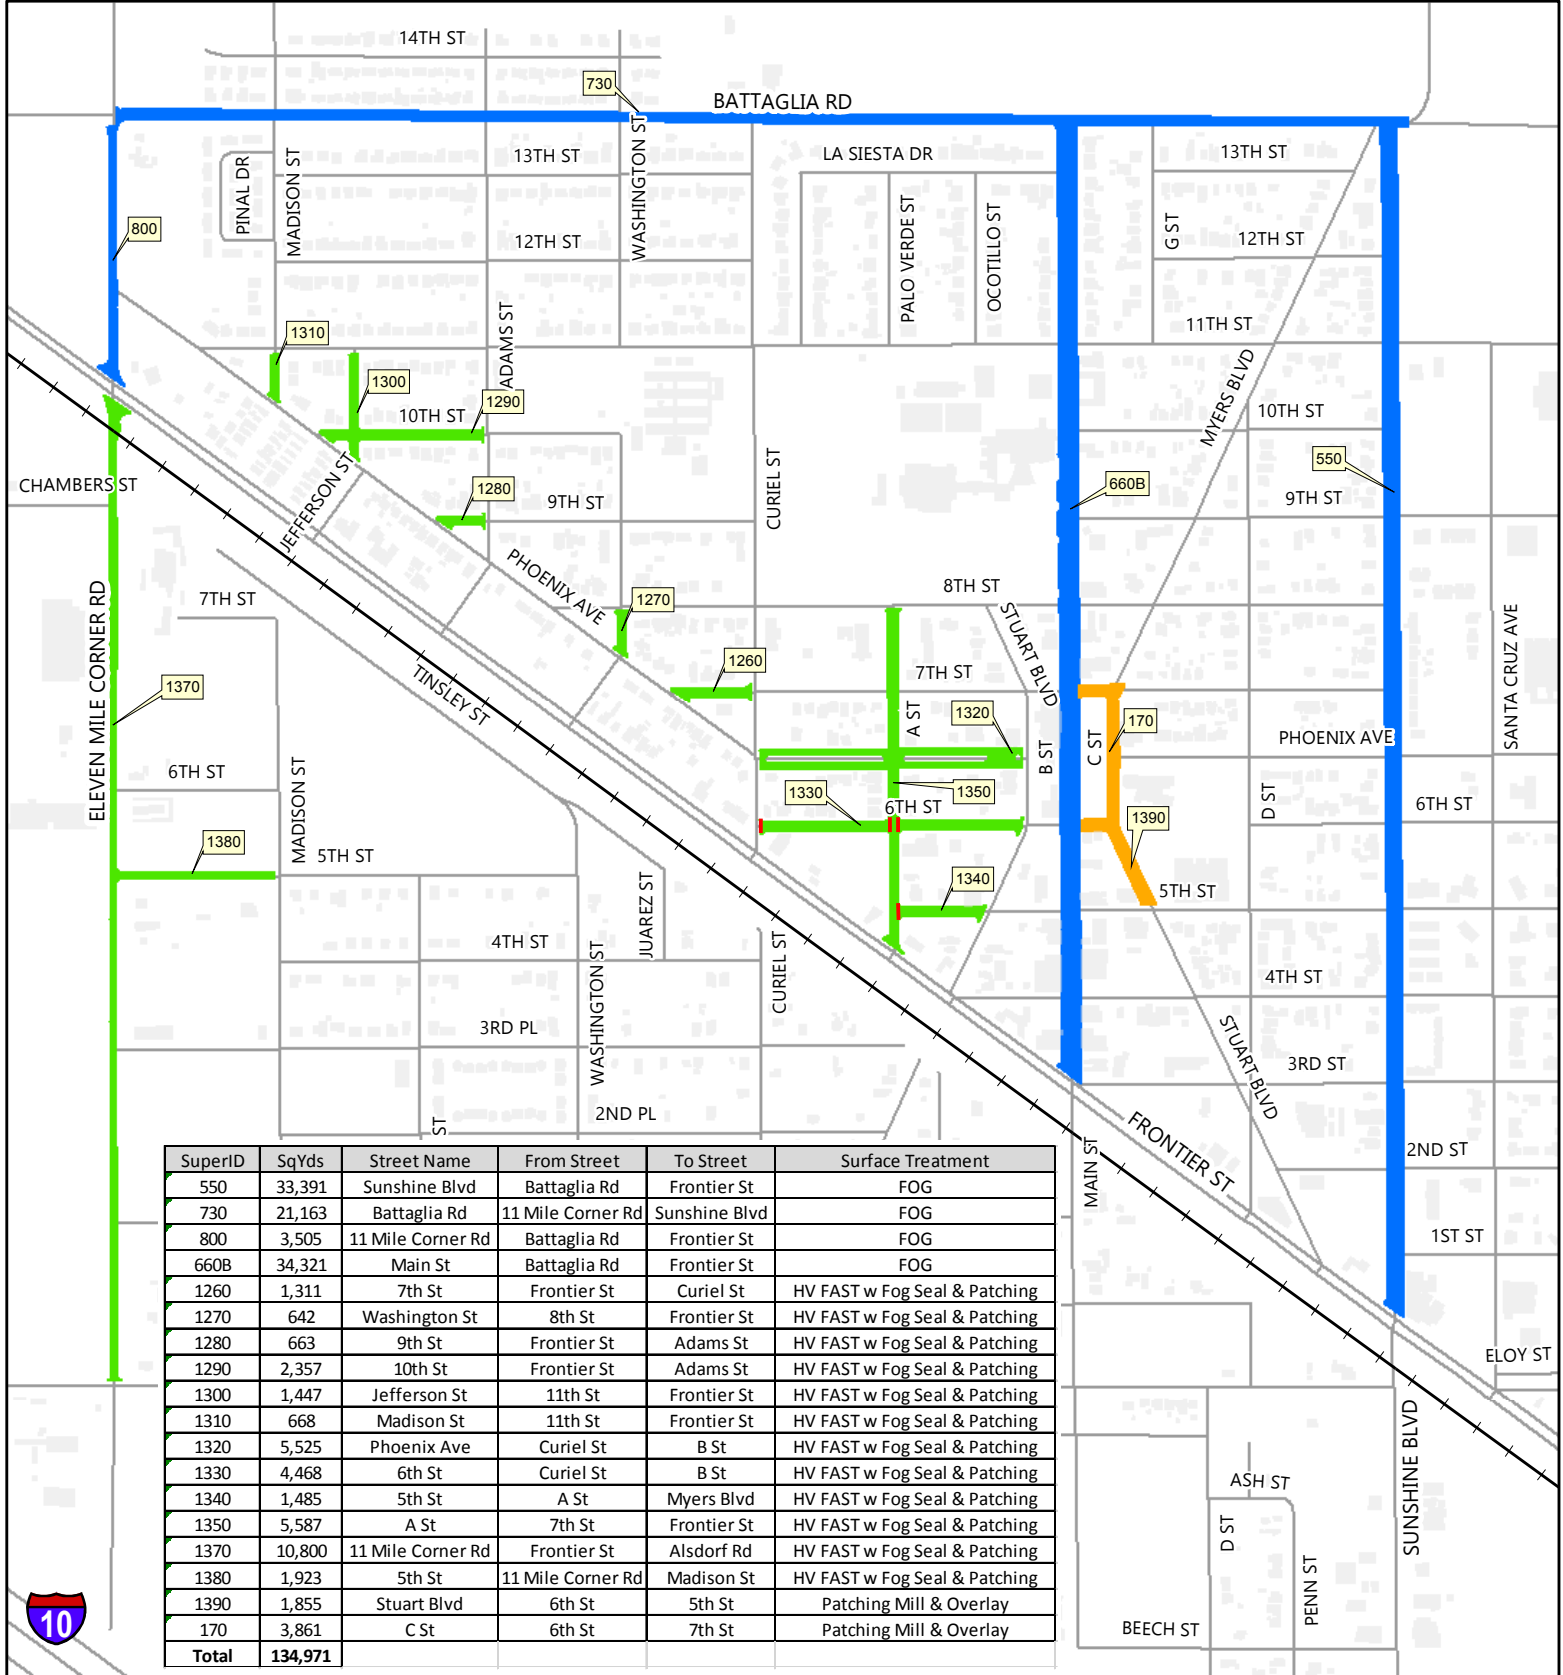 14TH ST
730
BATTAGLIA RD
13TH ST
WASHINGTON ST
LA SIESTA DR
13TH ST
PINAL DR
MADISON ST
PALO VERDE ST
OCOTILLO ST
G ST
800
12TH ST
12TH ST
1310
ADAMS ST
11TH ST
1300
1290
MYERS BLVD
10TH ST
10TH ST
CURIEL ST
550
CHAMBERS ST
JEFFERSON ST
1280
9TH ST
660B
9TH ST
PHOENIX AVE
8TH ST
STUART BLVD
SANTA CRUZ AVE
ELEVEN MILE CORNER RD
7TH ST
1270
1260
7TH ST
TINSLEY ST
1370
1320
A ST
170
B ST
C ST
PHOENIX AVE
6TH ST
MADISON ST
1330
1350
6TH ST
D ST
6TH ST
1390
1380
5TH ST
JUAREZ ST
1340
5TH ST
4TH ST
WASHINGTON ST
CURIEL ST
4TH ST
3RD PL
STUART BLVD
3RD ST
ST
2ND PL
FRONTIER ST
MAIN ST
2ND ST
1ST ST
ELOY ST
SUNSHINE BLVD
ASH ST
D ST
PENN ST
BEECH ST
10
SuperID SqYds Street Name From Street To Street Surface Treatment
550 33,391 Sunshine Blvd Battaglia Rd Frontier St FOG
730 21,163 Battaglia Rd 11 Mile Corner Rd Sunshine Blvd FOG
800 3,505 11 Mile Corner Rd Battaglia Rd Frontier St FOG
660B 34,321 Main St Battaglia Rd Frontier St FOG
1260 1,311 7th St Frontier St Curiel St HV FAST w Fog Seal & Patching
1270 642 Washington St 8th St Frontier St HV FAST w Fog Seal & Patching
1280 663 9th St Frontier St Adams St HV FAST w Fog Seal & Patching
1290 2,357 10th St Frontier St Adams St HV FAST w Fog Seal & Patching
1300 1,447 Jefferson St 11th St Frontier St HV FAST w Fog Seal & Patching
1310 668 Madison St 11th St Frontier St HV FAST w Fog Seal & Patching
1320 5,525 Phoenix Ave Curiel St B St HV FAST w Fog Seal & Patching
1330 4,468 6th St Curiel St B St HV FAST w Fog Seal & Patching
1340 1,485 5th St A St Myers Blvd HV FAST w Fog Seal & Patching
1350 5,587 A St 7th St Frontier St HV FAST w Fog Seal & Patching
1370 10,800 11 Mile Corner Rd Frontier St Alsdorf Rd HV FAST w Fog Seal & Patching
1380 1,923 5th St 11 Mile Corner Rd Madison St HV FAST w Fog Seal & Patching
1390 1,855 Stuart Blvd 6th St 5th St Patching Mill & Overlay
170 3,861 C St 6th St 7th St Patching Mill & Overlay
Total 134,971